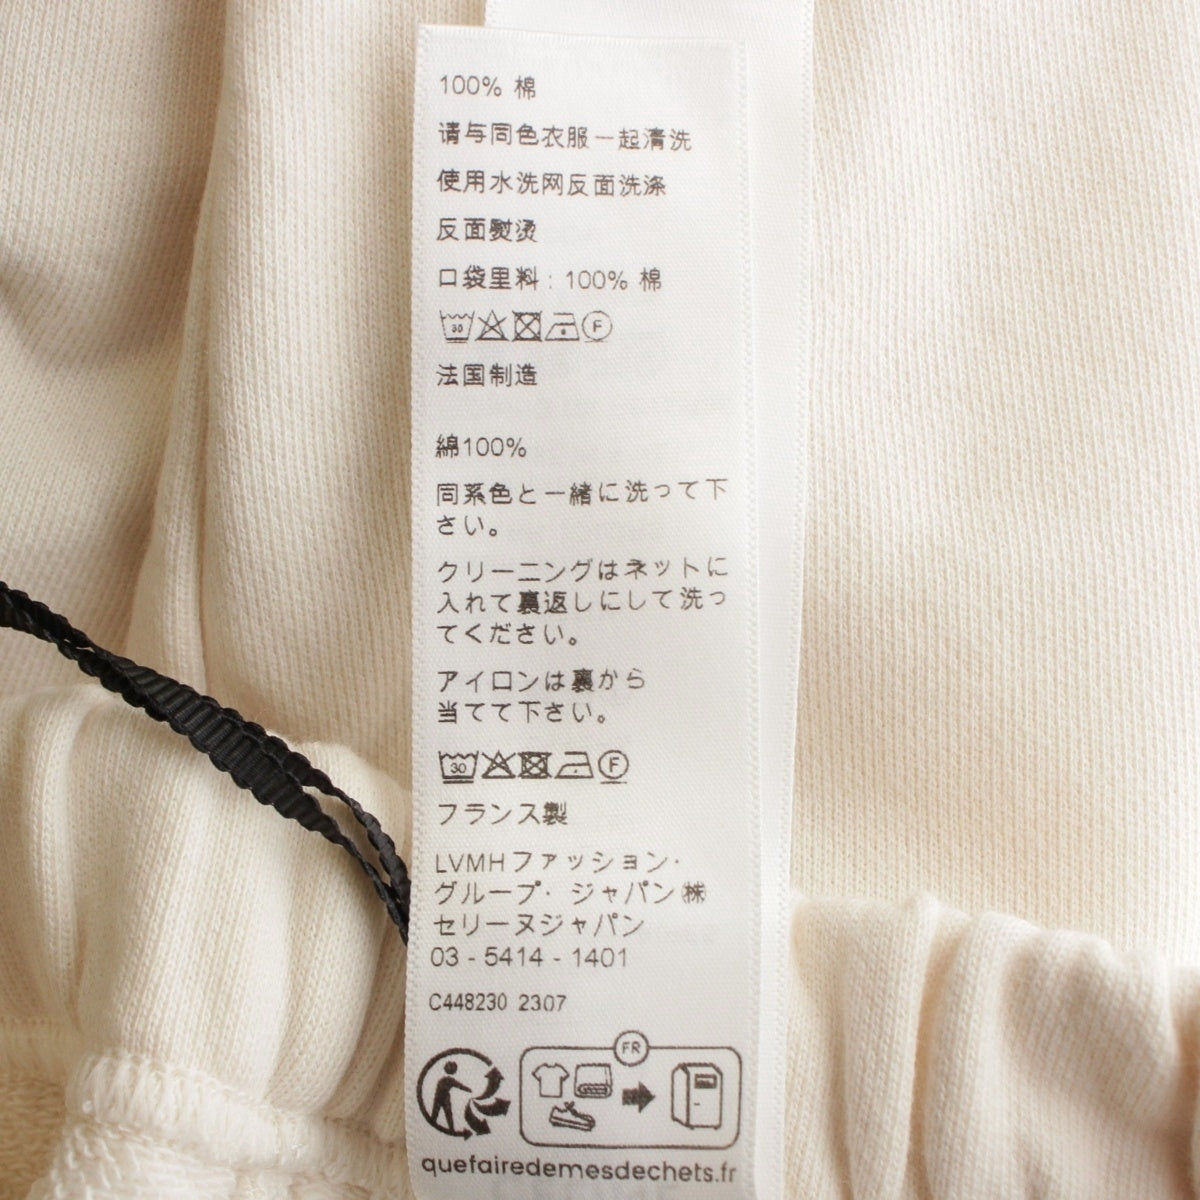 100% 棉
请与同色衣服一起清洗
使用水洗网反面洗涤
反面熨烫
口袋里料：100% 棉
30 F
法国制造
綿100%
同系色と一緒に洗って下
さい。
クリーニングはネットに
入れて裏返しにして洗っ
てください。
アイロンは裏から
当てて下さい。
30 F
フランス製
LVMHファッション・
グループ・ジャパン㈱
セリーヌジャパン
03 - 5414 - 1401
C448230 2307
FR
quefairedemesdechets.fr